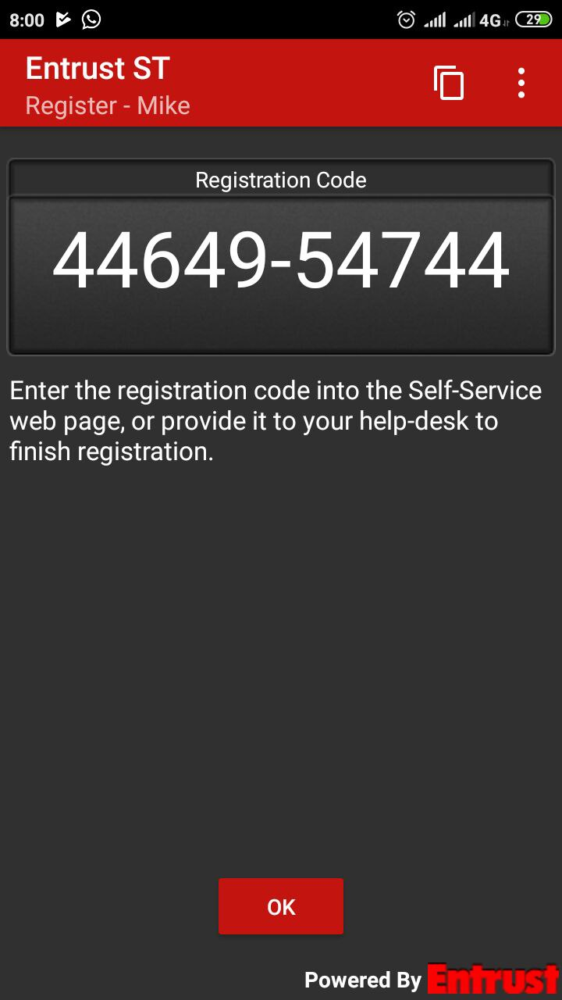 8:00 4G 29
Entrust ST
Register - Mike
Registration Code
44649-54744
Enter the registration code into the Self-Service
web page, or provide it to your help-desk to
finish registration.
OK
Powered By Entrust